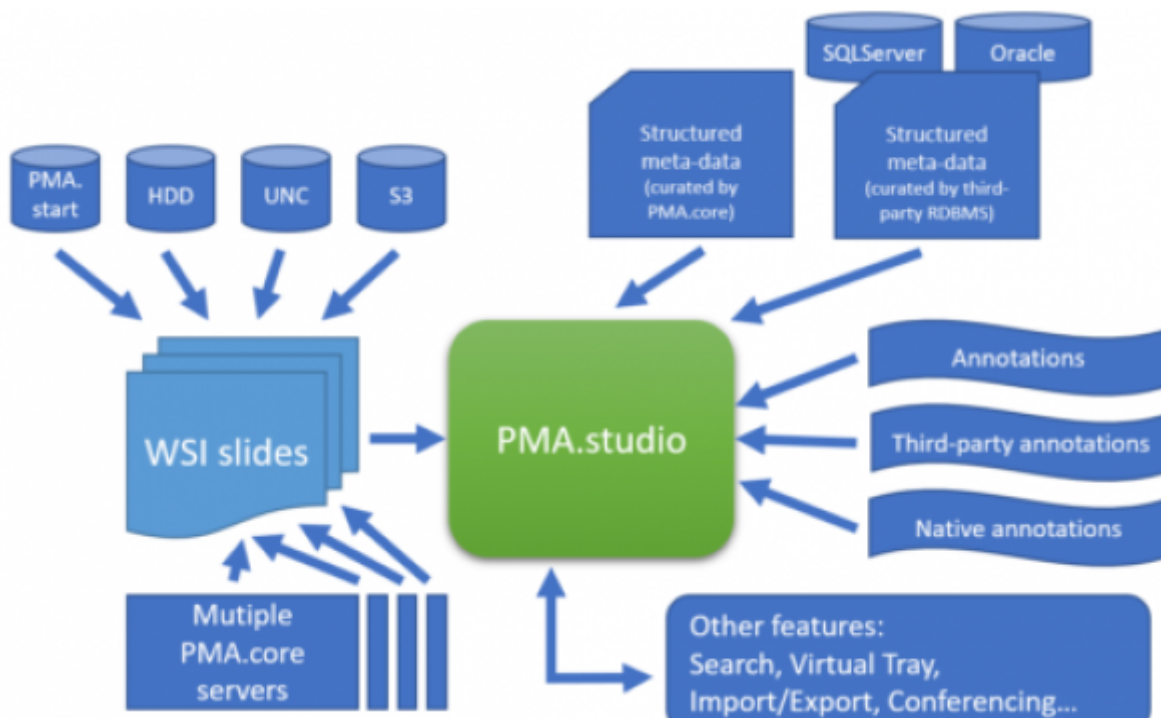 SQLServer
Oracle
Structured
meta-data
(curated by
PMA.core)
Structured
meta-data
(curated by third-
party RDBMS)
PMA.
start
HDD
UNC
S3
Annotations
WSI slides
PMA.studio
Third-party annotations
Native annotations
Mutiple
PMA.core
servers
Other features:
Search, Virtual Tray,
Import/Export, Conferencing...